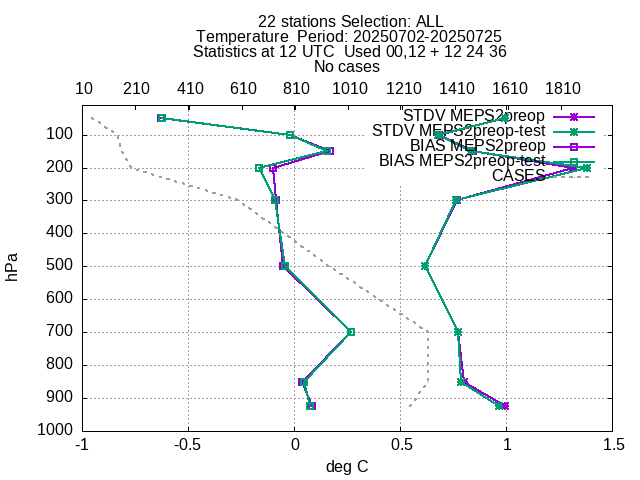 22 stations Selection: ALL
Temperature  Period: 20250702-20250725
Statistics at 12 UTC  Used 00,12 + 12 24 36
No cases
10 210 410 610 810 1010 1210 1410 1610 1810
STDV MEPS2preop
STDV MEPS2preop-test
BIAS MEPS2preop
BIAS MEPS2preop-test
CASES
hPa
100
200
300
400
500
600
700
800
900
1000
-1 -0.5 0 0.5 1 1.5
deg C